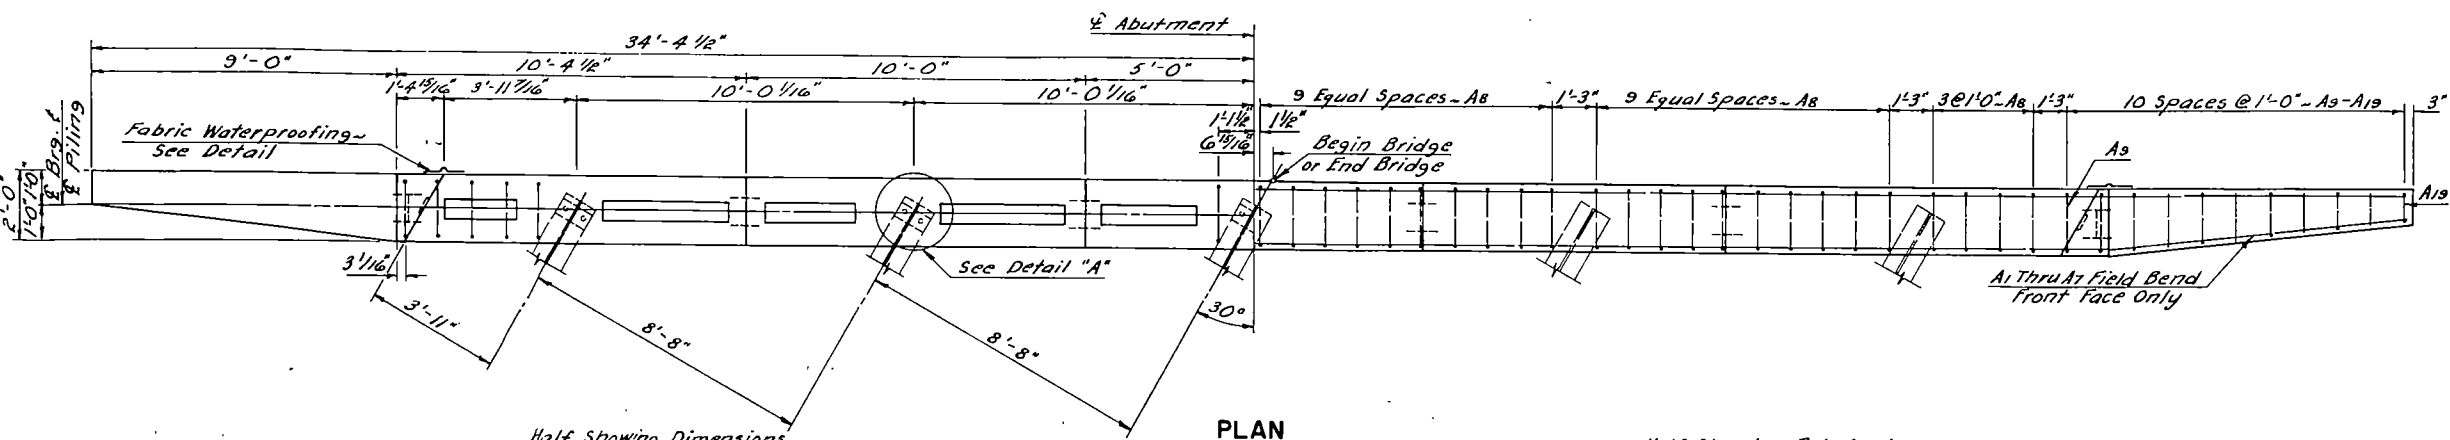 ℄ Abutment
34'-4 1/2"
9'-0"
10'-4 1/2"
10'-0"
5'-0"
1'-4 15/16"
3'-11 7/16"
10'-0 1/16"
10'-0 1/16"
9 Equal Spaces ~ A8
1'-3"
9 Equal Spaces ~ A8
1'-3"
3 @ 1'-0" ~ A8
1'-3"
10 Spaces @ 1'-0" ~ A9-A19
3"
1'-1 1/2"
1 1/2"
6 15/16"
Fabric Waterproofing ~
See Detail
Begin Bridge
or End Bridge
A9
A19
℄ Brg. &
℄ Piling
2'-0"
1'-0"
1'-0"
3 1/16"
See Detail "A"
A1 Thru A7 Field Bend
Front Face Only
3'-11"
8'-8"
8'-8"
30°
PLAN
Half Showing Dimensions